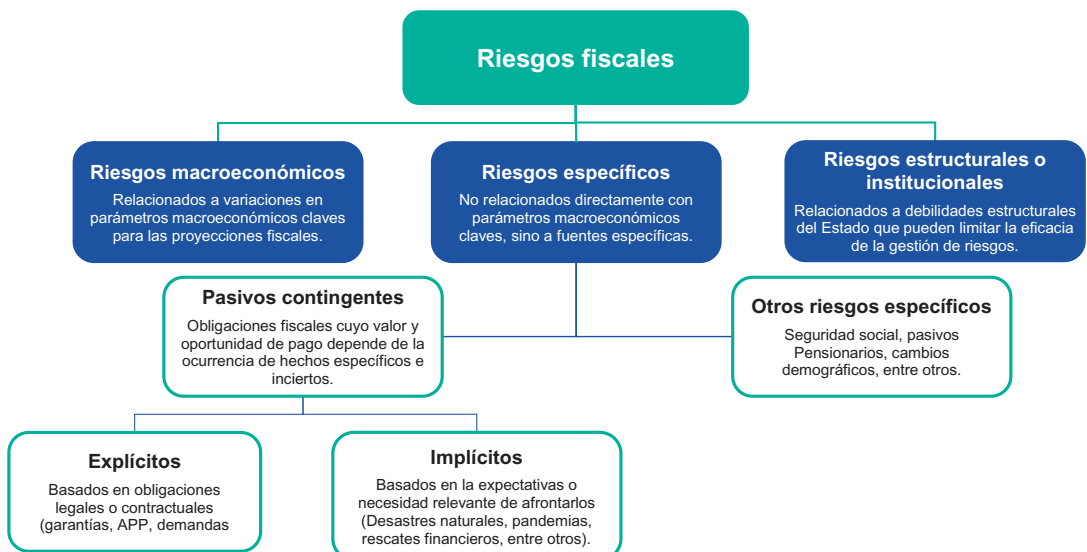 Riesgos fiscales
Riesgos macroeconómicos
Relacionados a variaciones en
parámetros macroeconómicos claves
para las proyecciones fiscales.
Riesgos específicos
No relacionados directamente con
parámetros macroeconómicos
claves, sino a fuentes específicas.
Riesgos estructurales o
institucionales
Relacionados a debilidades estructurales
del Estado que pueden limitar la eficacia
de la gestión de riesgos.
Pasivos contingentes
Obligaciones fiscales cuyo valor y
oportunidad de pago depende de la
ocurrencia de hechos específicos e
inciertos.
Otros riesgos específicos
Seguridad social, pasivos
Pensionarios, cambios
demográficos, entre otros.
Explícitos
Basados en obligaciones
legales o contractuales
(garantías, APP, demandas
Implícitos
Basados en la expectativas o
necesidad relevante de afrontarlos
(Desastres naturales, pandemias,
rescates financieros, entre otros).